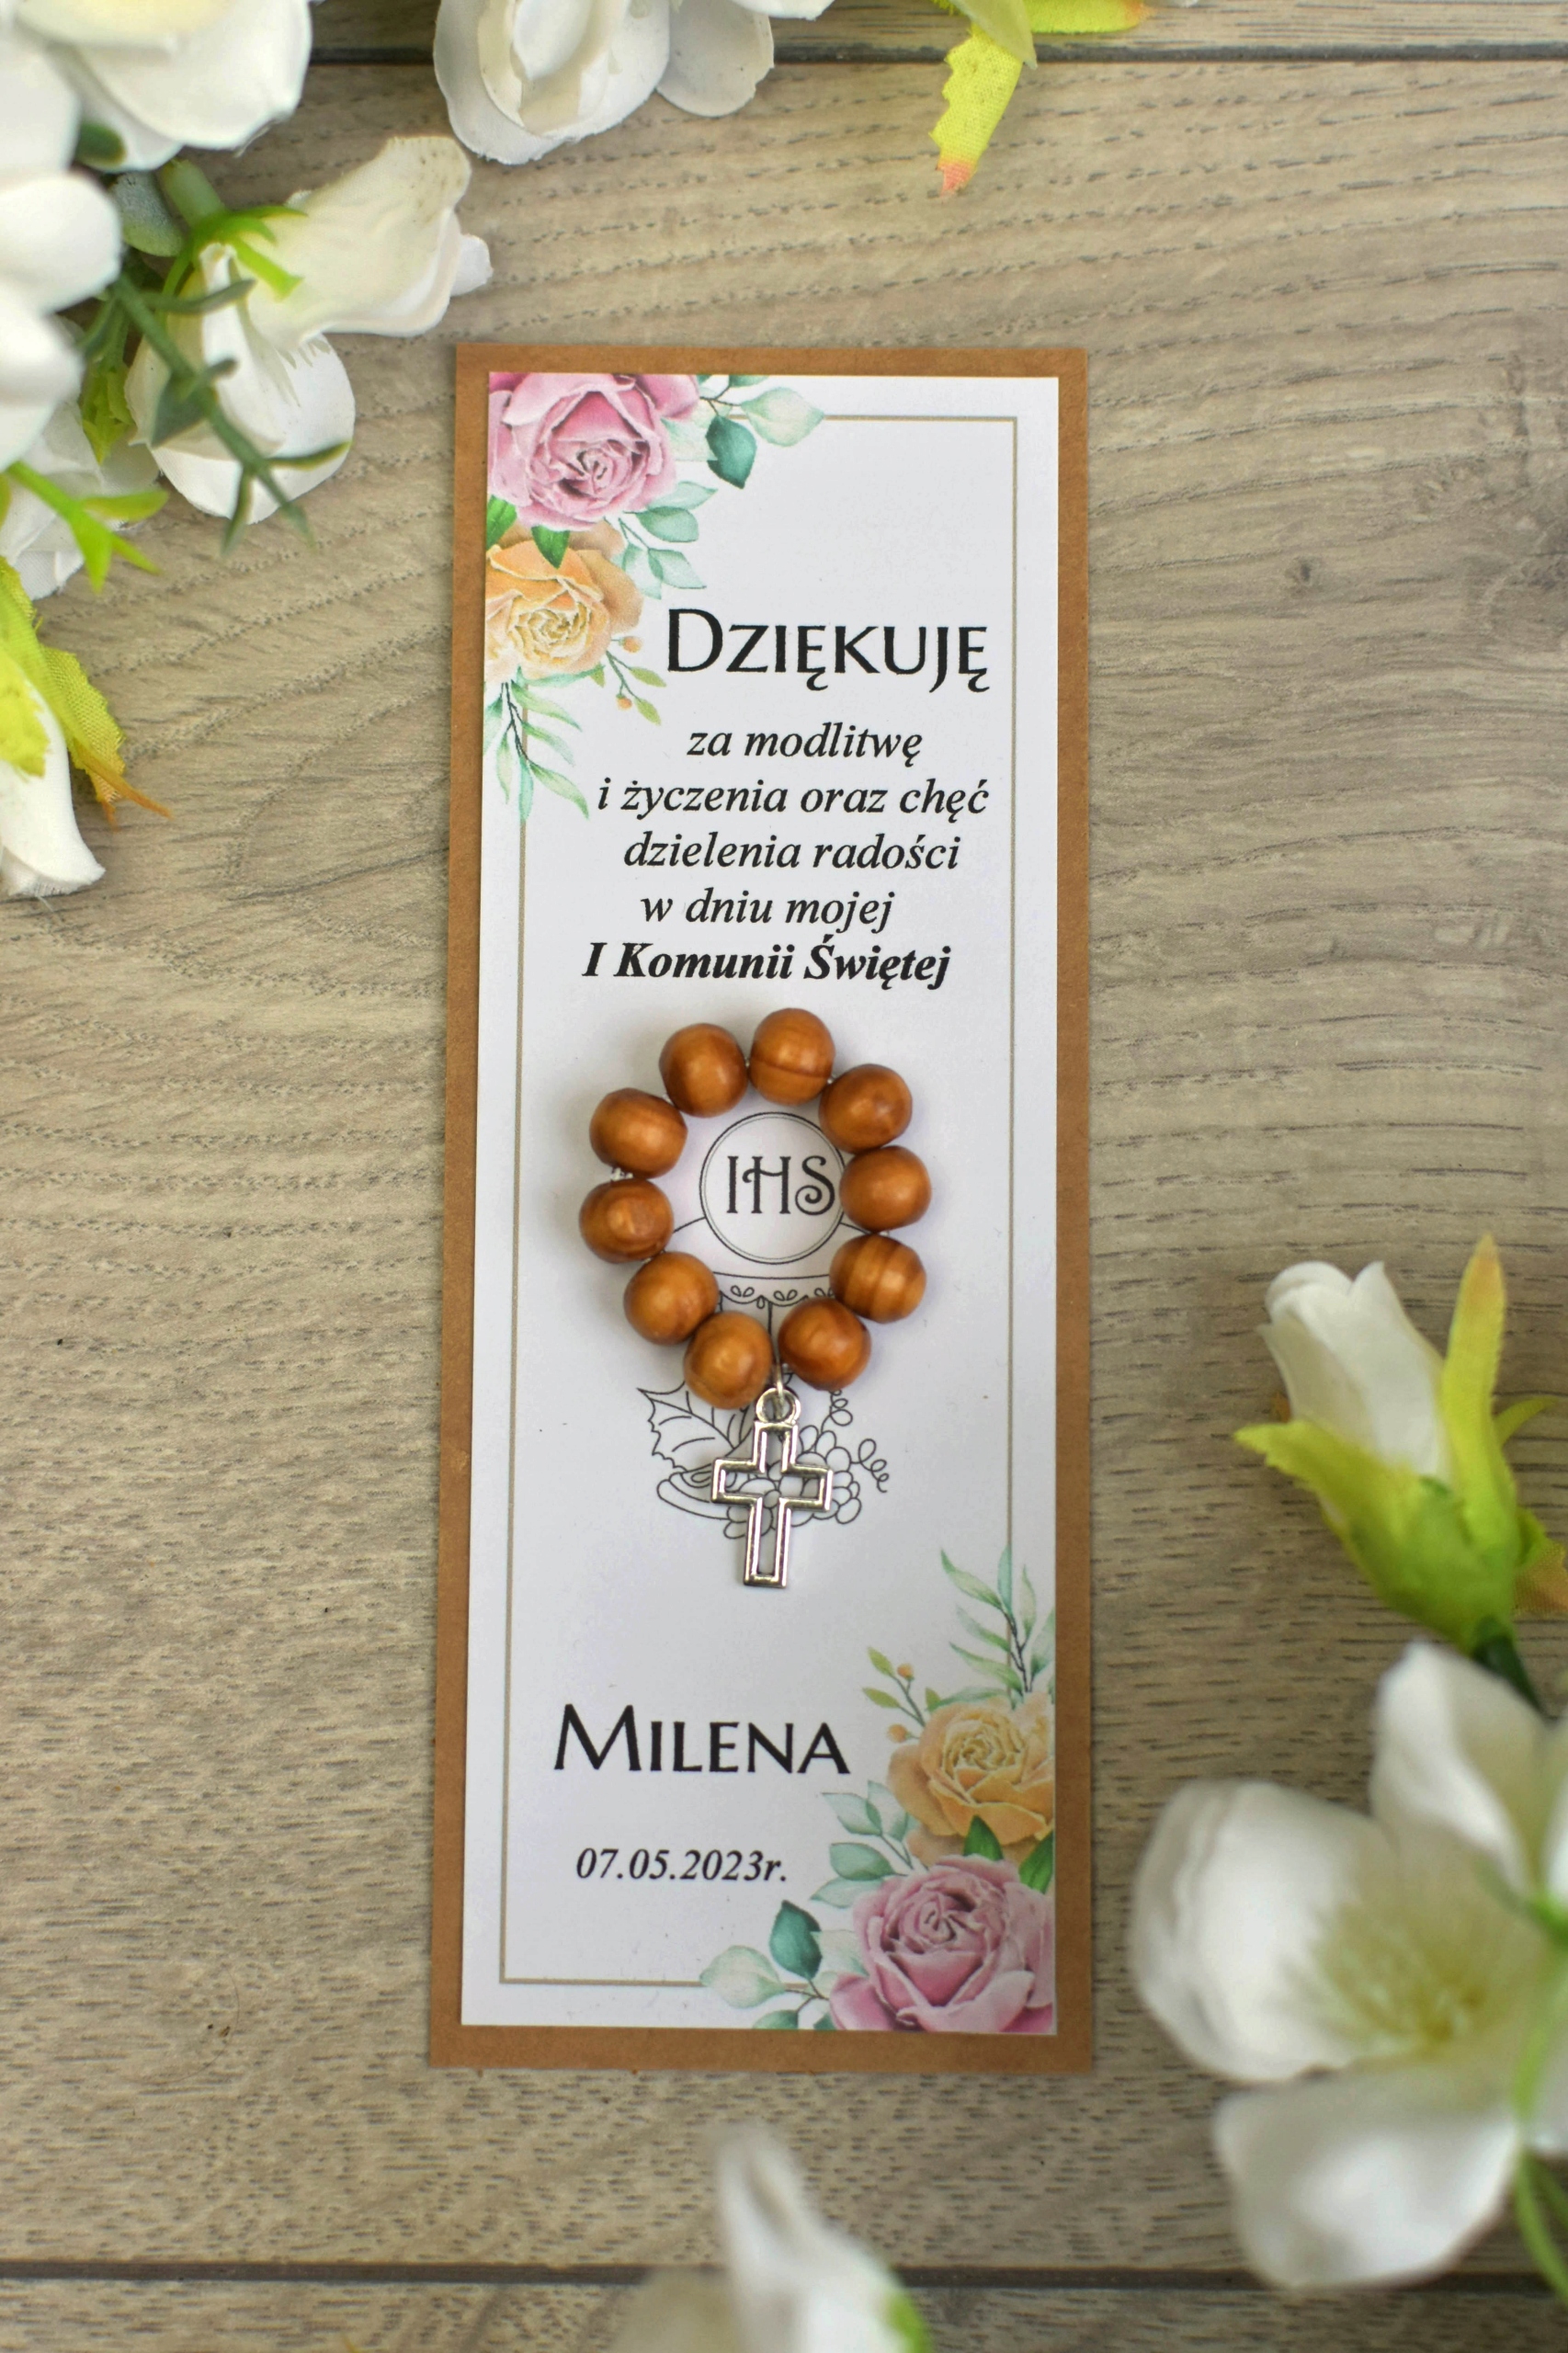 Dziękuję
za modlitwę
i życzenia oraz chęć
dzielenia radości
w dniu mojej
I Komunii Świętej
IHS
Milena
07.05.2023r.